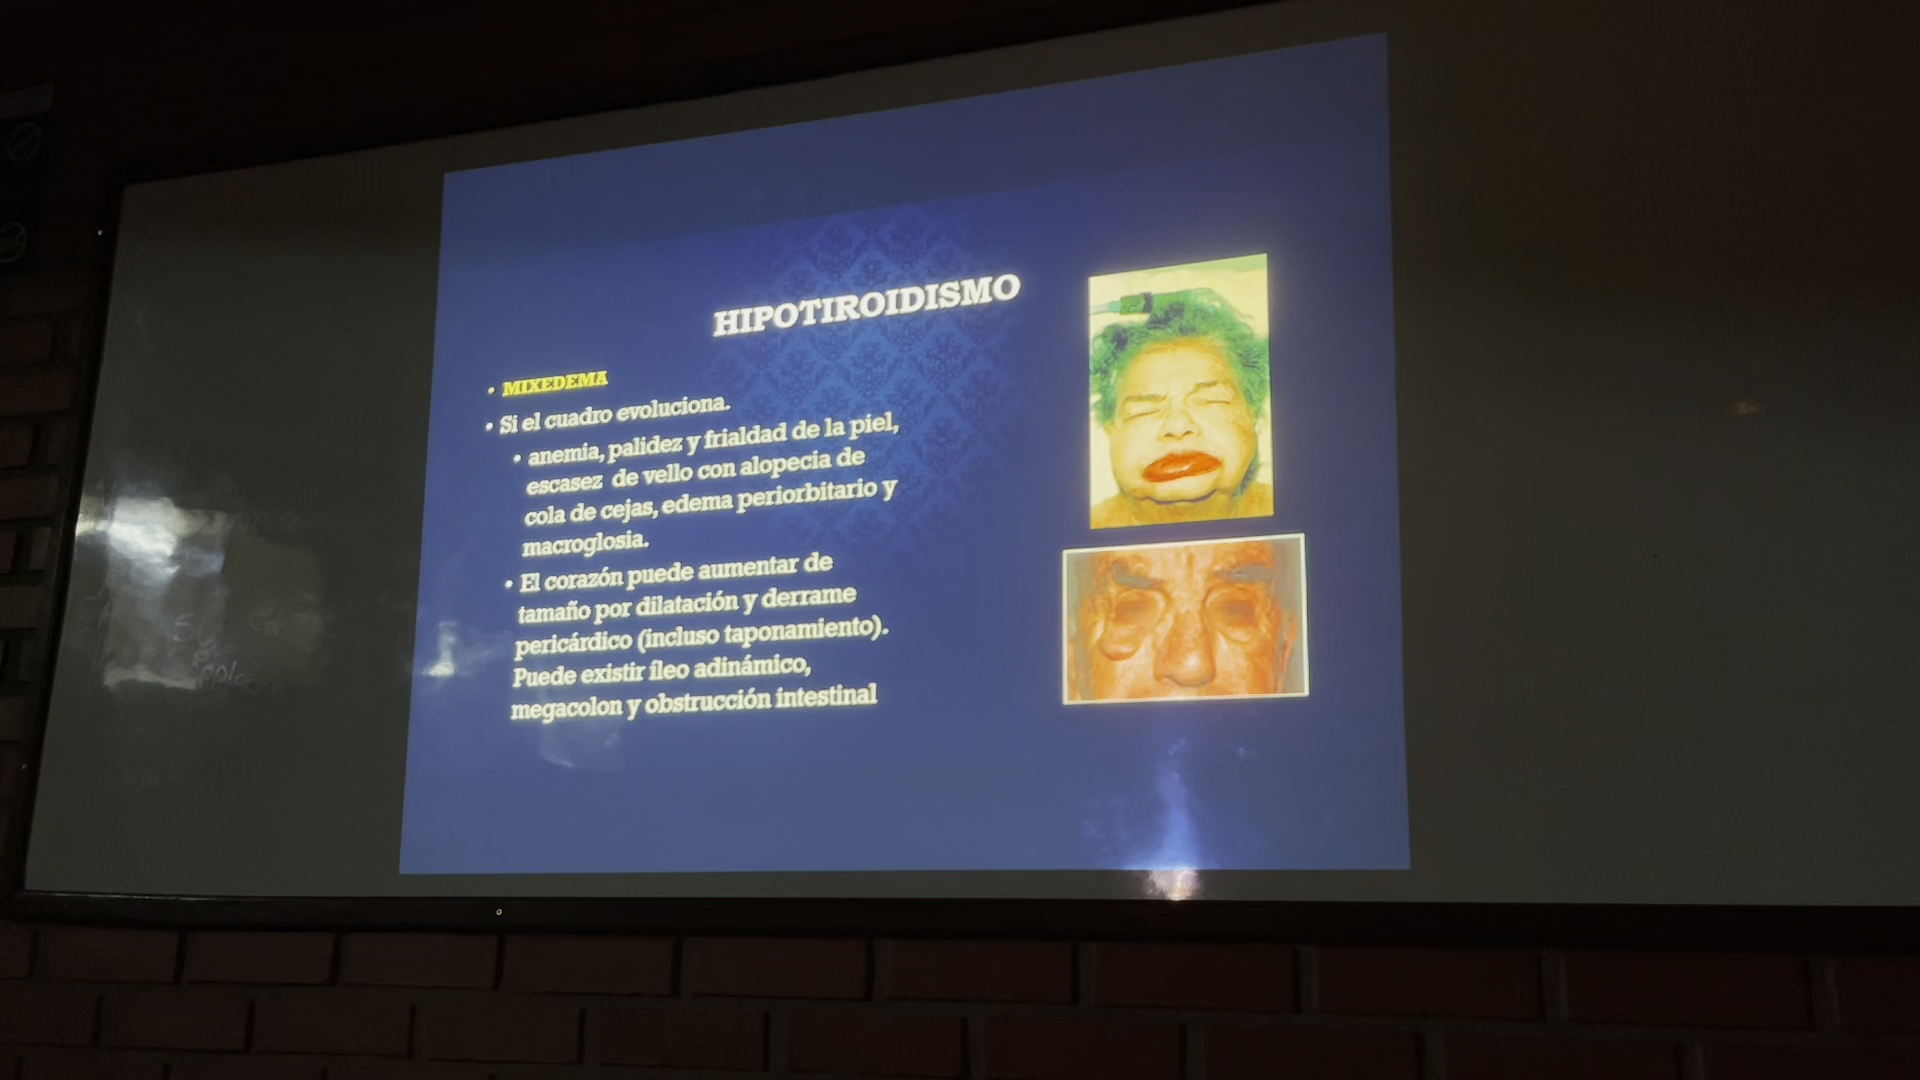 HIPOTIROIDISMO
• MIXEDEMA
• Si el cuadro evoluciona.
• anemia, palidez y frialdad de la piel,
escasez de vello con alopecia de
cola de cejas, edema periorbitario y
macroglosia.
• El corazón puede aumentar de
tamaño por dilatación y derrame
pericárdico (incluso taponamiento).
Puede existir íleo adinámico,
megacolon y obstrucción intestinal